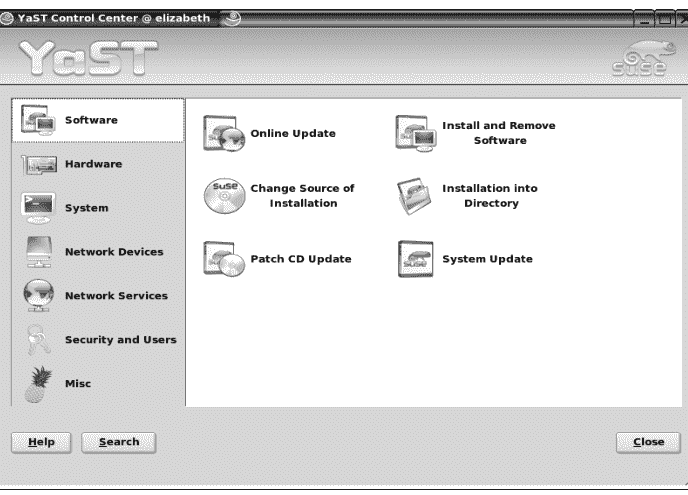 YaST Control Center @ elizabeth
YaST
SUSE
Software
Hardware
System
Network Devices
Network Services
Security and Users
Misc
Online Update
Install and Remove
Software
SUSE
Change Source of
Installation
Installation into
Directory
Patch CD Update
SUSE
System Update
Help
Search
Close